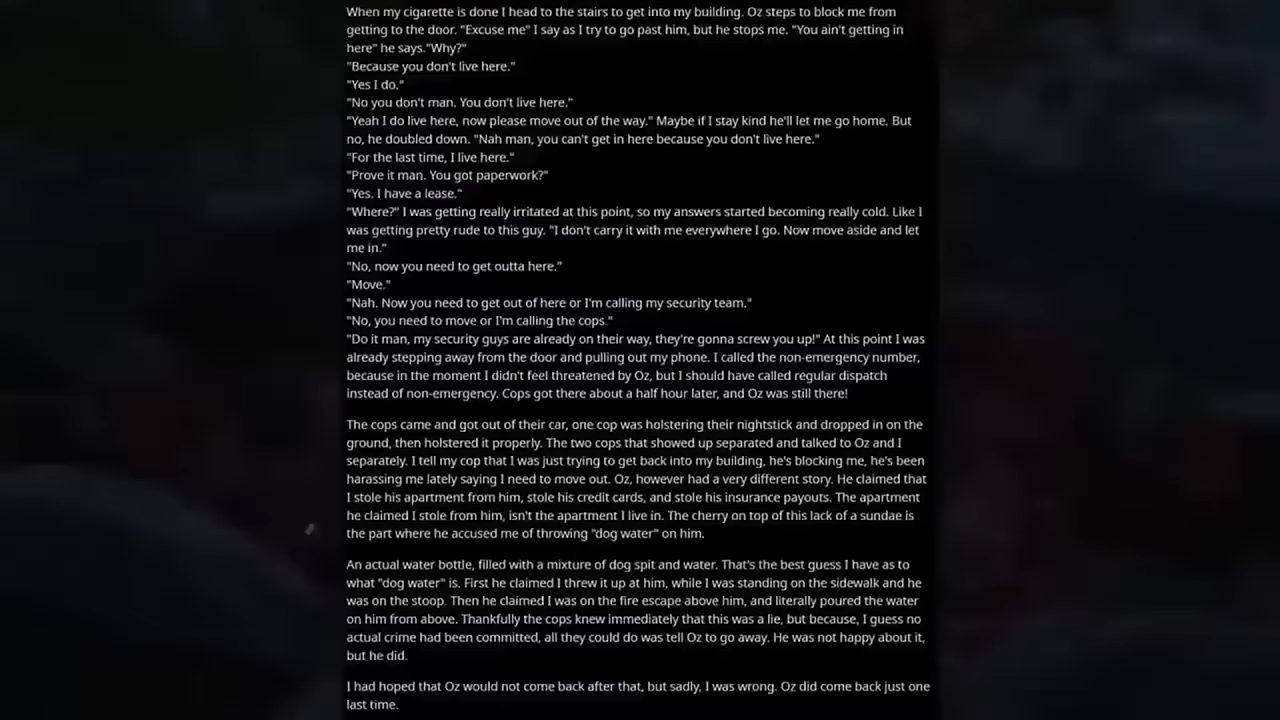 When my cigarette is done I head to the stairs to get into my building. Oz steps to block me from
getting to the door. "Excuse me" I say as I try to go past him, but he stops me. "You ain't getting in
here" he says."Why?"
"Because you don't live here."
"Yes I do."
"No you don't man. You don't live here."
"Yeah I do live here, now please move out of the way." Maybe if I stay kind he'll let me go home. But
no, he doubled down. "Nah man, you can't get in here because you don't live here."
"For the last time, I live here."
"Prove it man. You got paperwork?"
"Yes. I have a lease."
"Where?" I was getting really irritated at this point, so my answers started becoming really cold. Like I
was getting pretty rude to this guy. "I don't carry it with me everywhere I go. Now move aside and let
me in."
"No, now you need to get outta here."
"Move."
"Nah. Now you need to get out of here or I'm calling my security team."
"No, you need to move or I'm calling the cops."
"Do it man, my security guys are already on their way, they're gonna screw you up!" At this point I was
already stepping away from the door and pulling out my phone. I called the non-emergency number,
because in the moment I didn't feel threatened by Oz, but I should have called regular dispatch
instead of non-emergency. Cops got there about a half hour later, and Oz was still there!
The cops came and got out of their car, one cop was holstering their nightstick and dropped in on the
ground, then holstered it properly. The two cops that showed up separated and talked to Oz and I
separately. I tell my cop that I was just trying to get back into my building, he's blocking me, he's been
harassing me lately saying I need to move out. Oz, however had a very different story. He claimed that
I stole his apartment from him, stole his credit cards, and stole his insurance payouts. The apartment
he claimed I stole from him, isn't the apartment I live in. The cherry on top of this lack of a sundae is
the part where he accused me of throwing "dog water" on him.
An actual water bottle, filled with a mixture of dog spit and water. That's the best guess I have as to
what "dog water" is. First he claimed I threw it up at him, while I was standing on the sidewalk and he
was on the stoop. Then he claimed I was on the fire escape above him, and literally poured the water
on him from above. Thankfully the cops knew immediately that this was a lie, but because, I guess no
actual crime had been committed, all they could do was tell Oz to go away. He was not happy about it,
but he did.
I had hoped that Oz would not come back after that, but sadly, I was wrong. Oz did come back just one
last time.